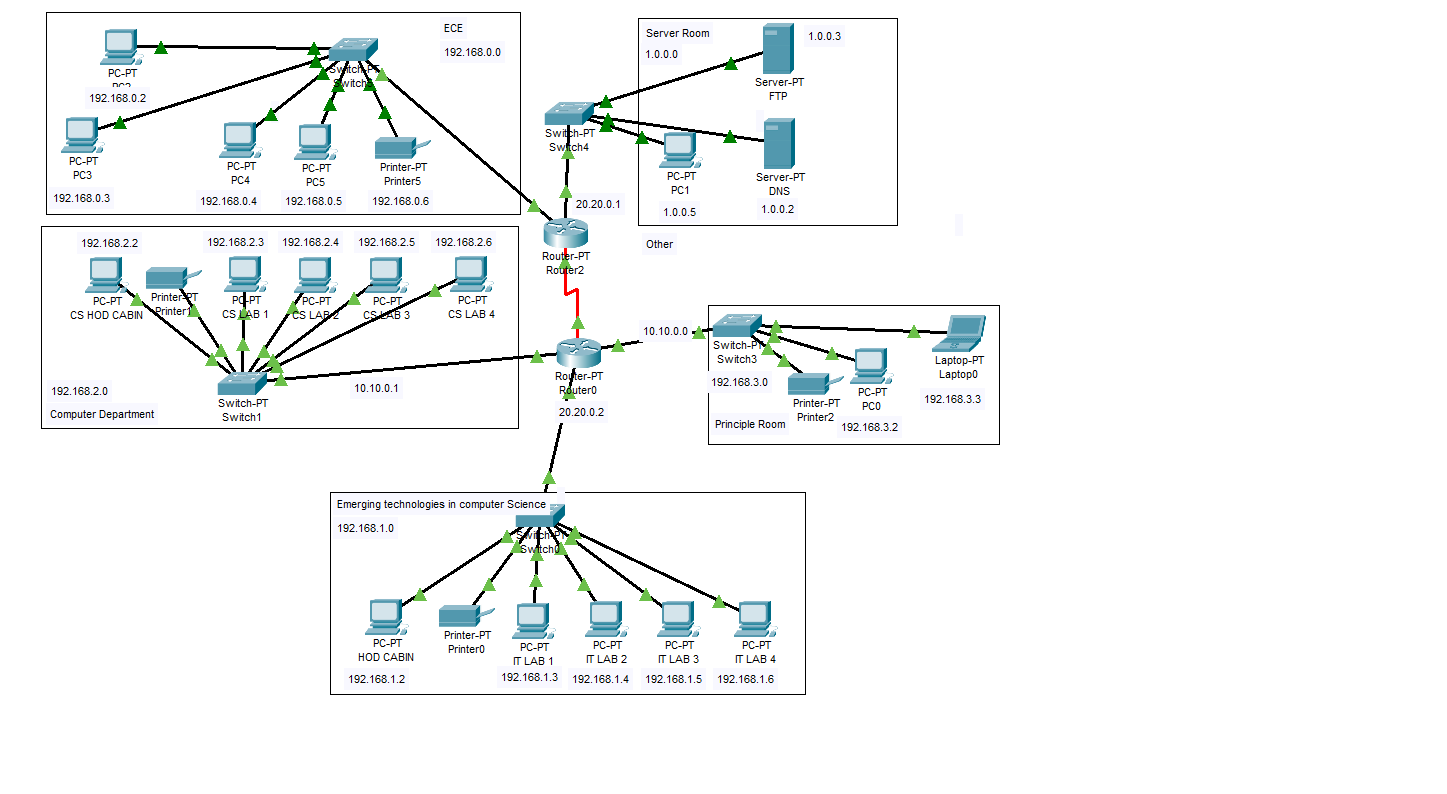 ECE
192.168.0.0
PC-PT
PC2
192.168.0.2
Switch-PT
PC-PT
PC3
192.168.0.3
PC-PT
PC4
192.168.0.4
PC-PT
PC5
192.168.0.5
Printer-PT
Printer5
192.168.0.6
Server Room
1.0.0.0
1.0.0.3
Server-PT
FTP
Switch-PT
Switch4
PC-PT
PC1
1.0.0.5
Server-PT
DNS
1.0.0.2
20.20.0.1
Other
Router-PT
Router2
192.168.2.2
192.168.2.3
192.168.2.4
192.168.2.5
192.168.2.6
PC-PT
CS HOD CABIN
Printer-PT
Printer1
PC-PT
CS LAB 1
PC-PT
CS LAB 2
PC-PT
CS LAB 3
PC-PT
CS LAB 4
192.168.2.0
Computer Department
Switch-PT
Switch1
10.10.0.1
Router-PT
Router0
20.20.0.2
10.10.0.0
Switch-PT
Switch3
192.168.3.0
Principle Room
Printer-PT
Printer2
PC-PT
PC0
192.168.3.2
Laptop-PT
Laptop0
192.168.3.3
Emerging technologies in computer Science
192.168.1.0
Switch-PT
Switch0
PC-PT
HOD CABIN
192.168.1.2
Printer-PT
Printer0
PC-PT
IT LAB 1
192.168.1.3
PC-PT
IT LAB 2
192.168.1.4
PC-PT
IT LAB 3
192.168.1.5
PC-PT
IT LAB 4
192.168.1.6